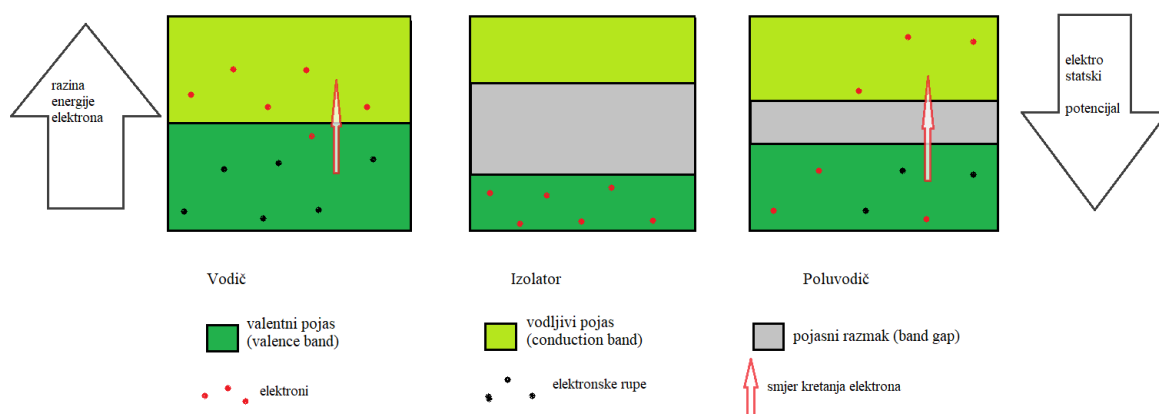 razina
energije
elektrona
elektro
statski
potencijal
Vodič
Izolator
Poluvodič
valentni pojas
(valence band)
vodljivi pojas
(conduction band)
pojasni razmak (band gap)
elektroni
elektronske rupe
smjer kretanja elektrona